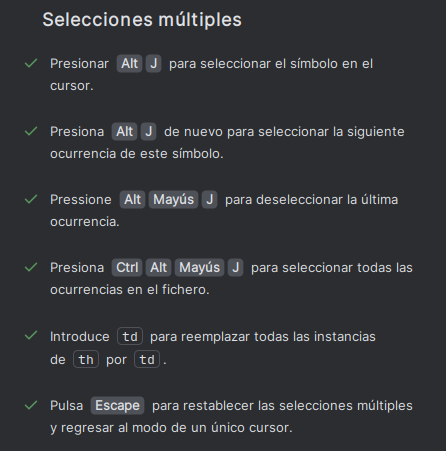 Selecciones múltiples
Presionar Alt J para seleccionar el símbolo en el
cursor.
Presiona Alt J de nuevo para seleccionar la siguiente
ocurrencia de este símbolo.
Pressione Alt Mayús J para deseleccionar la última
ocurrencia.
Presiona Ctrl Alt Mayús J para seleccionar todas las
ocurrencias en el fichero.
Introduce td para reemplazar todas las instancias
de th por td.
Pulsa Escape para restablecer las selecciones múltiples
y regresar al modo de un único cursor.